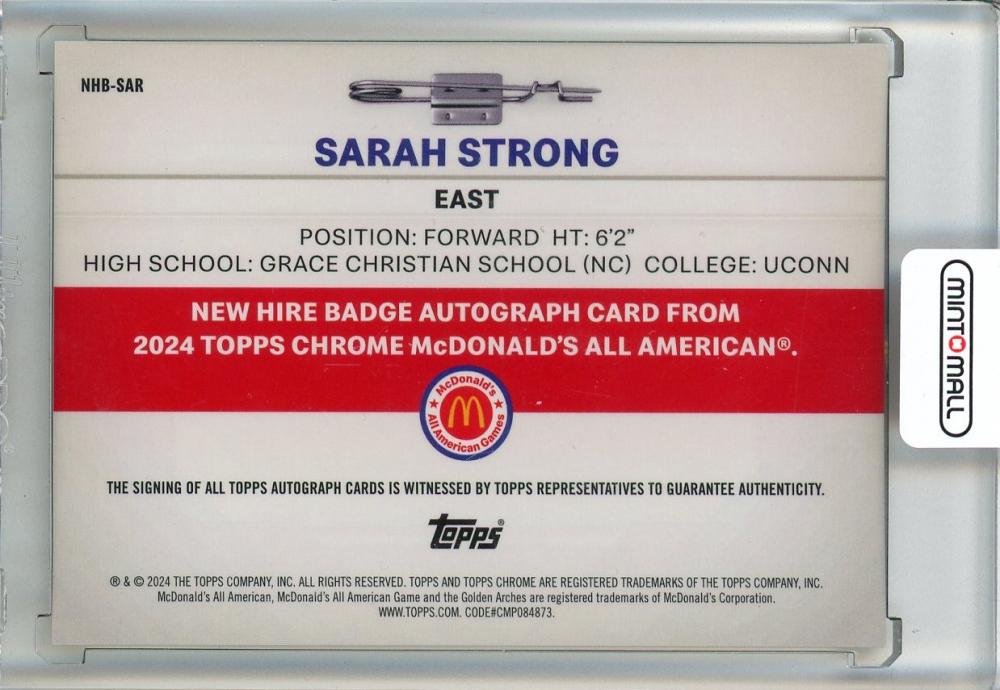 NHB-SAR
SARAH STRONG
EAST
POSITION: FORWARD HT: 6'2"
HIGH SCHOOL: GRACE CHRISTIAN SCHOOL (NC) COLLEGE: UCONN
NEW HIRE BADGE AUTOGRAPH CARD FROM
2024 TOPPS CHROME McDONALD'S ALL AMERICAN®.
McDonald's
All American Games
THE SIGNING OF ALL TOPPS AUTOGRAPH CARDS IS WITNESSED BY TOPPS REPRESENTATIVES TO GUARANTEE AUTHENTICITY.
topps®
® & © 2024 THE TOPPS COMPANY, INC. ALL RIGHTS RESERVED. TOPPS AND TOPPS CHROME ARE REGISTERED TRADEMARKS OF THE TOPPS COMPANY, INC.
McDonald's All American, McDonald's All American Game and the Golden Arches are registered trademarks of McDonald's Corporation.
WWW.TOPPS.COM. CODE#CMP084873.
MINTMALL